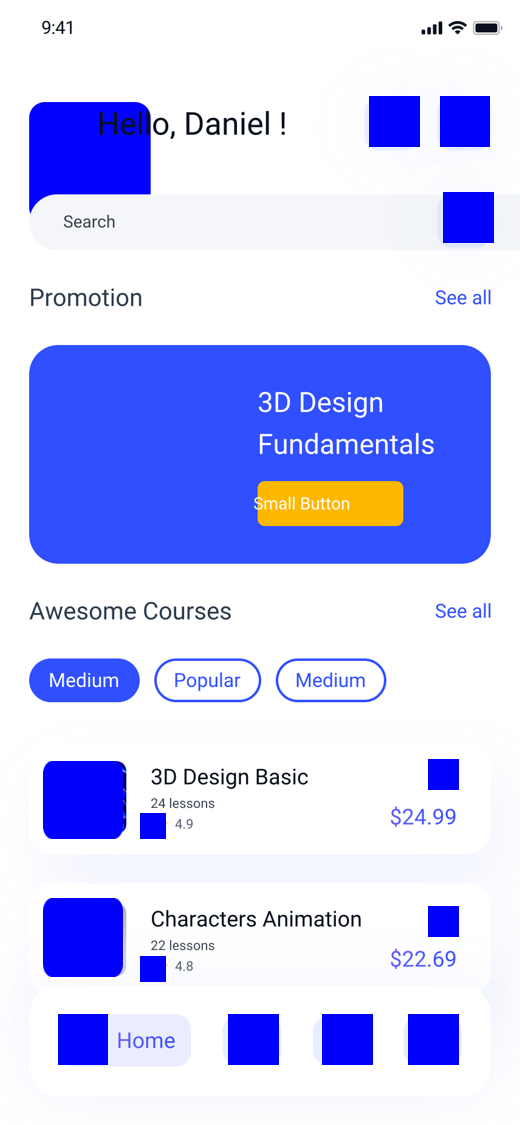 9:41
Hello, Daniel !
Search
Promotion
See all
3D Design
Fundamentals
Small Button
Awesome Courses
See all
Medium
Popular
Medium
3D Design Basic
24 lessons
4.9
$24.99
Characters Animation
22 lessons
4.8
$22.69
Home